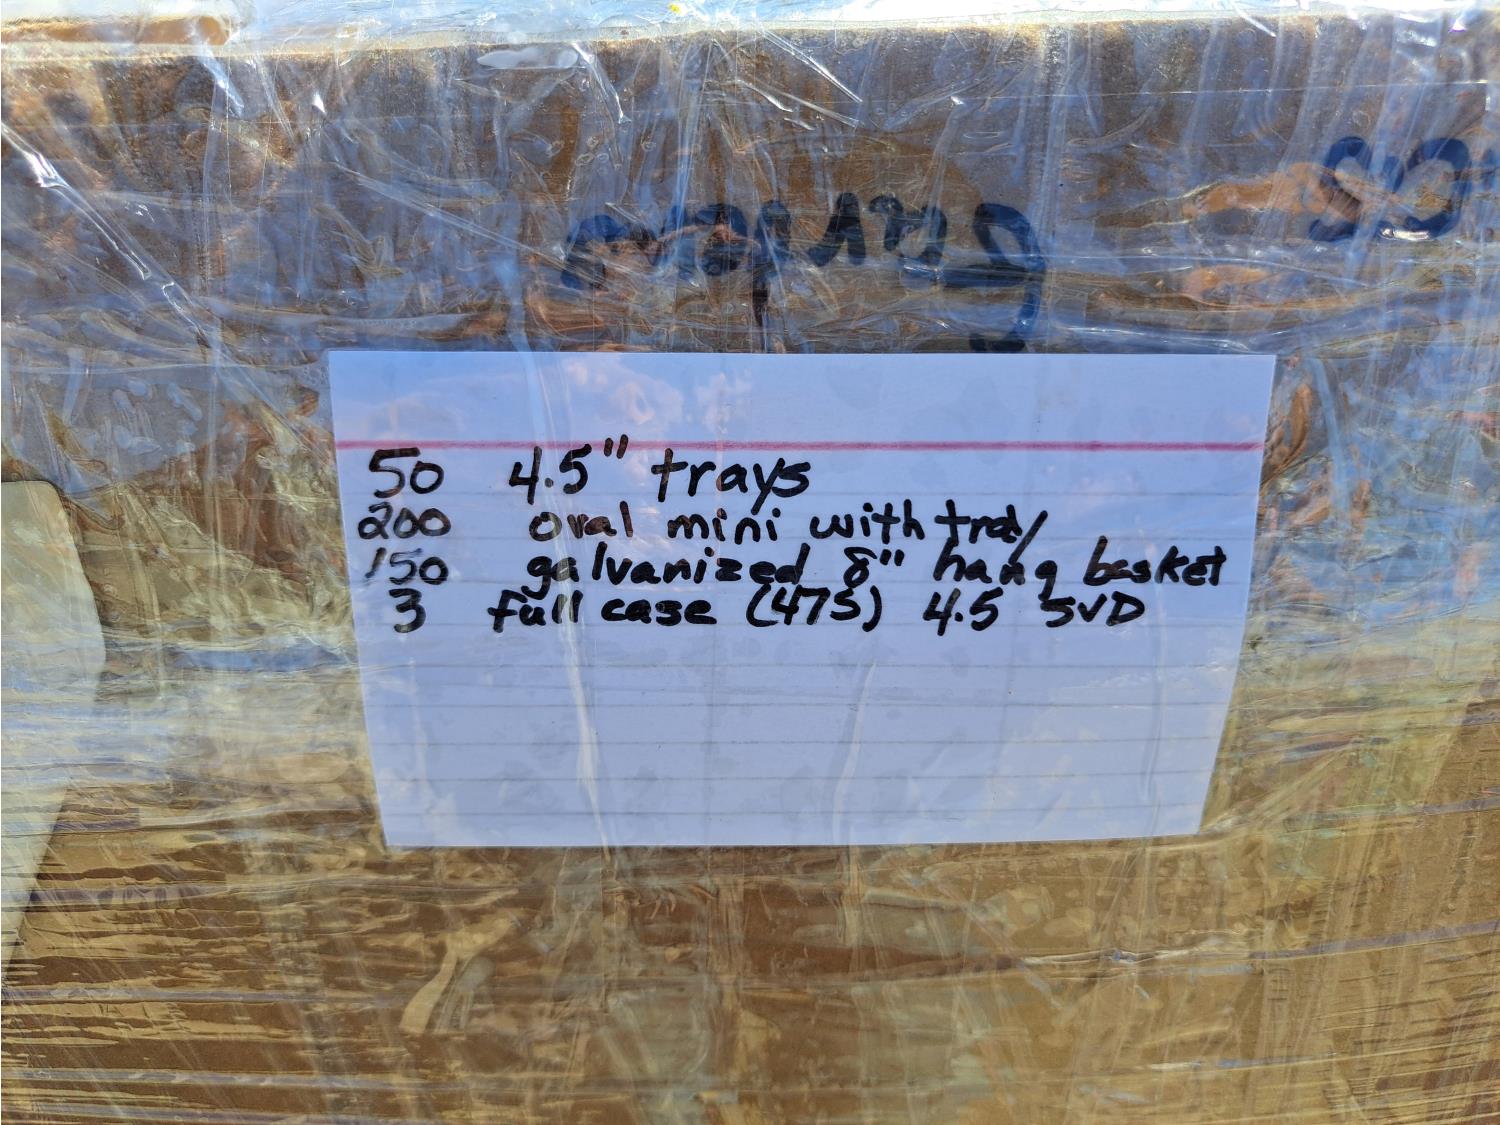 50 4.5" trays
200 oval mini with tray
150 galvanized 8" hang basket
3 full case (475) 4.5 SVD